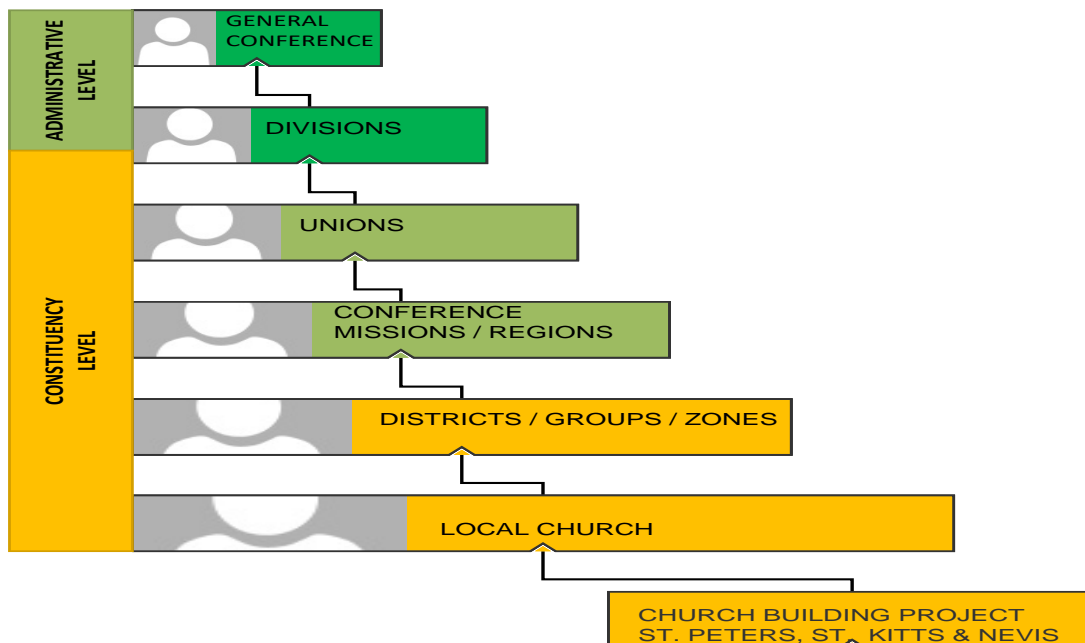 ADMINISTRATIVE
LEVEL
GENERAL
CONFERENCE
DIVISIONS
CONSTITUENCY
LEVEL
UNIONS
CONFERENCE
MISSIONS / REGIONS
DISTRICTS / GROUPS / ZONES
LOCAL CHURCH
CHURCH BUILDING PROJECT
ST. PETERS, ST. KITTS & NEVIS